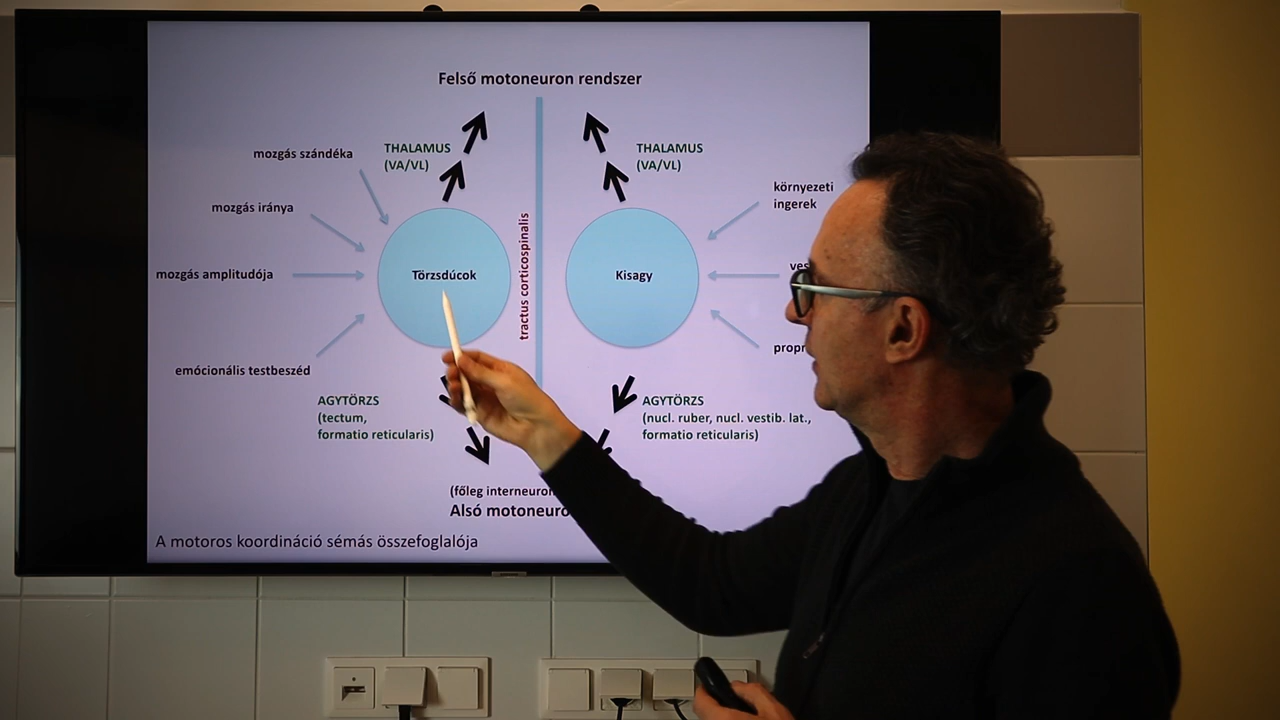 Felső motoneuron rendszer
THALAMUS
(VA/VL)
THALAMUS
(VA/VL)
mozgás szándéka
mozgás iránya
mozgás amplitudója
emócionális testbeszéd
Törzsdúcok
tractus corticospinalis
Kisagy
környezeti
ingerek
AGYTÖRZS
(tectum,
formatio reticularis)
AGYTÖRZS
(nucl. ruber, nucl. vestib. lat.,
formatio reticularis)
(főleg
Alsó
A motoros koordináció sémás összefoglalója